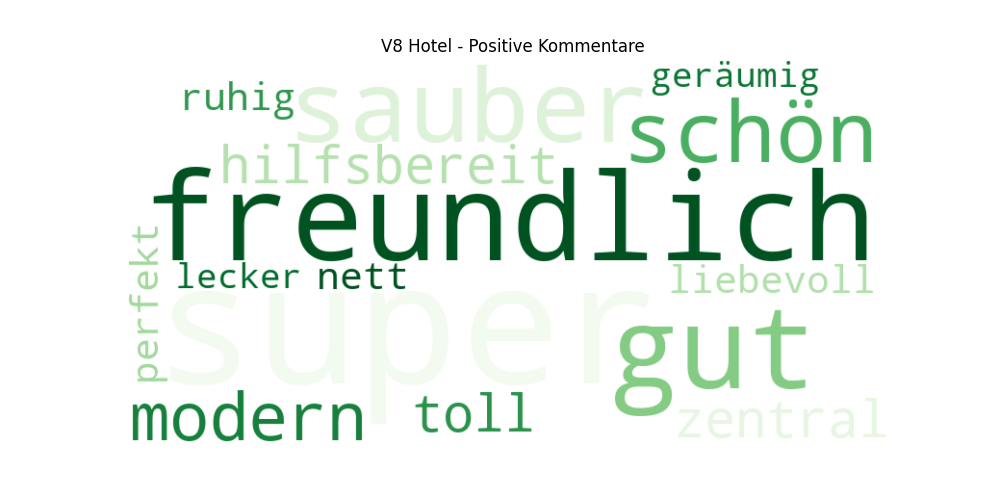 V8 Hotel - Positive Kommentare
geräumig
ruhig
sauber
schön
hilfsbereit
freundlich
perfekt
lecker
nett
liebevoll
super
gut
modern
toll
zentral